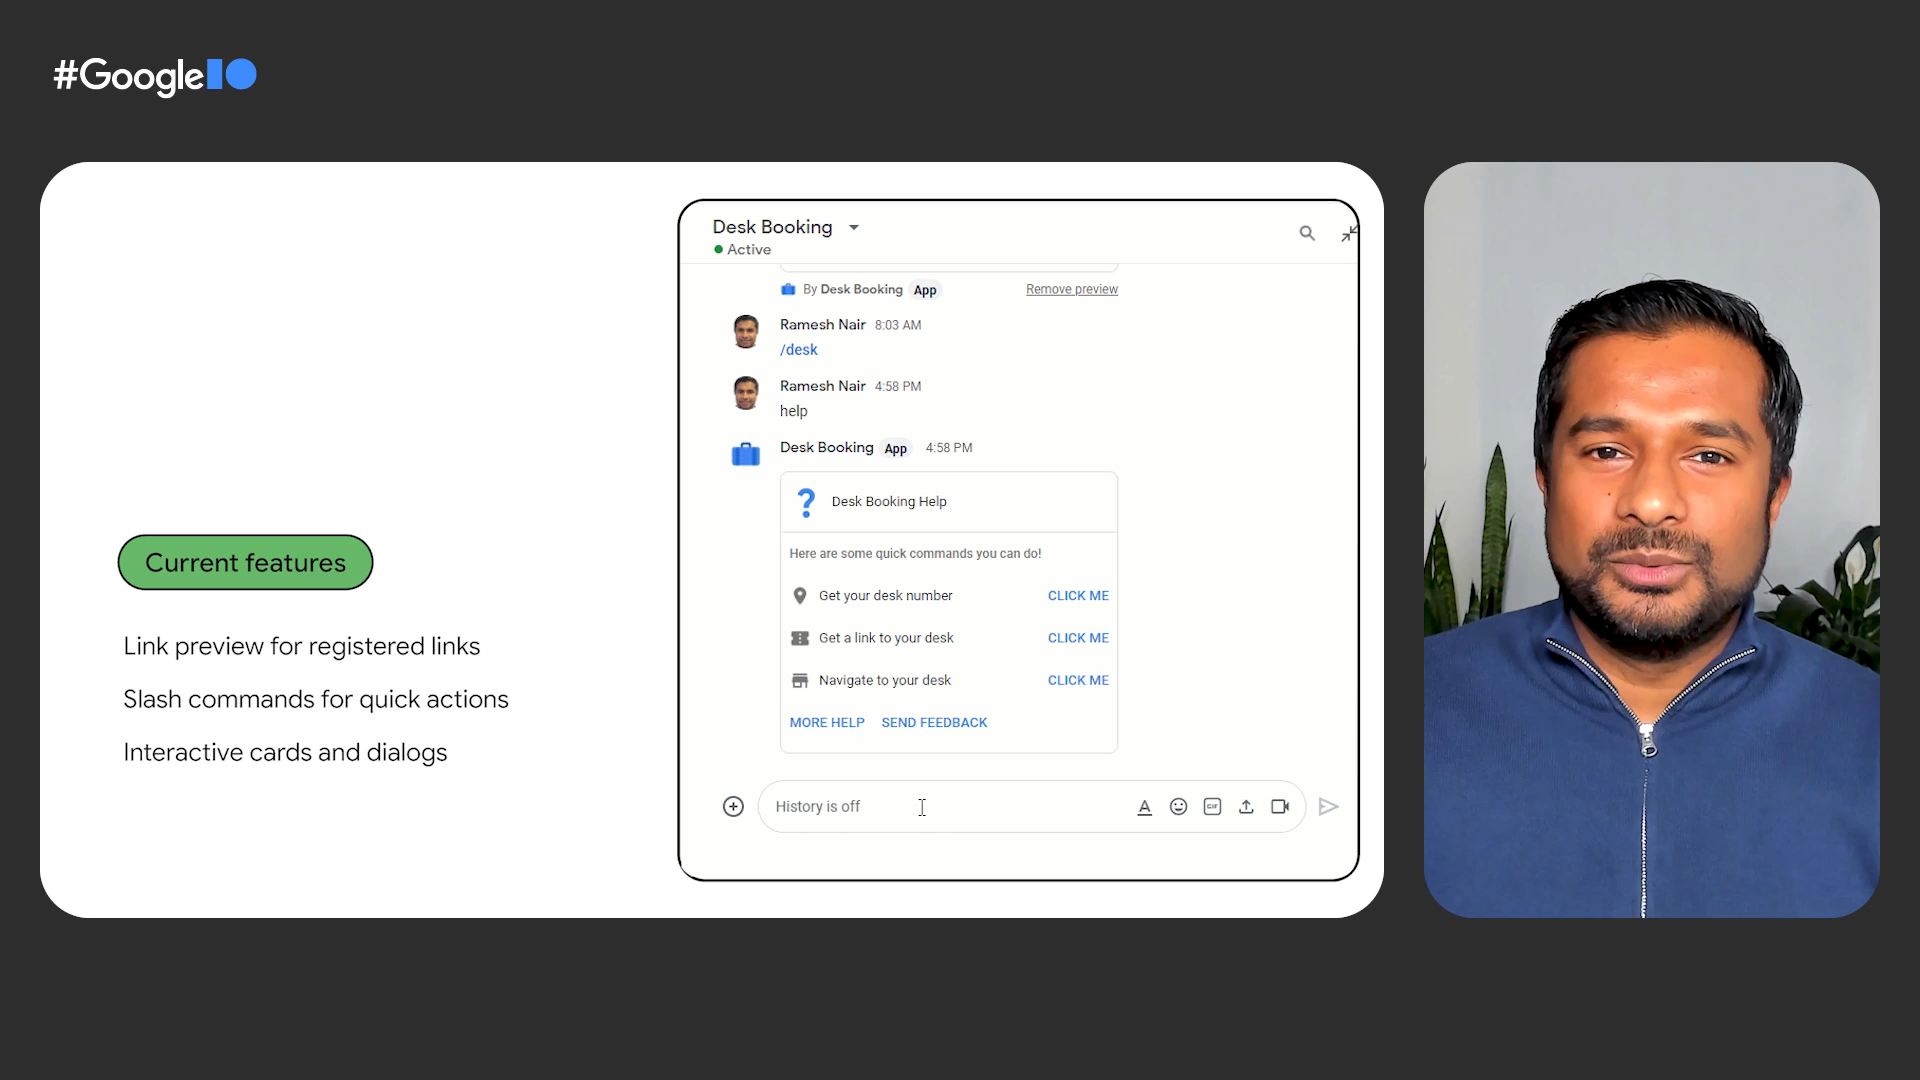 #GoogleIO
Current features
Link preview for registered links
Slash commands for quick actions
Interactive cards and dialogs
Desk Booking
Active
By Desk Booking App Remove preview
Ramesh Nair 8:03 AM
/desk
Ramesh Nair 4:58 PM
help
Desk Booking App 4:58 PM
? Desk Booking Help
Here are some quick commands you can do!
Get your desk number CLICK ME
Get a link to your desk CLICK ME
Navigate to your desk CLICK ME
MORE HELP SEND FEEDBACK
History is off
A GIF